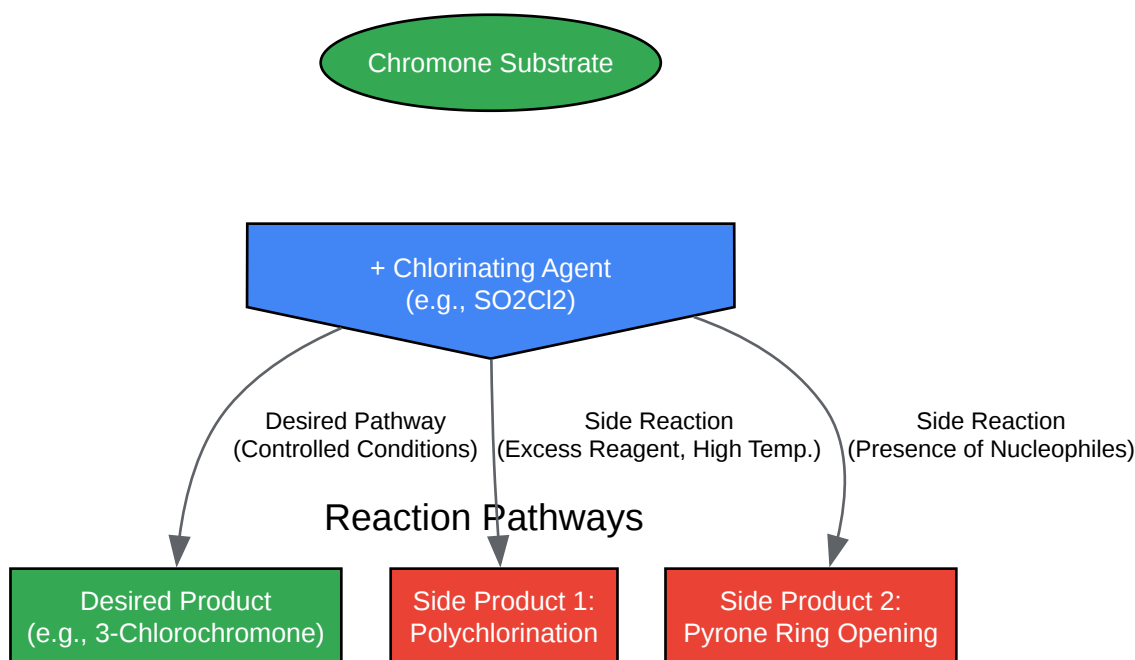 Chromone Substrate
+ Chlorinating Agent
(e.g., SO2Cl2)
Desired Pathway
(Controlled Conditions)
Side Reaction
(Excess Reagent, High Temp.)
Side Reaction
(Presence of Nucleophiles)
Reaction Pathways
Desired Product
(e.g., 3-Chlorochromone)
Side Product 1:
Polychlorination
Side Product 2:
Pyrone Ring Opening